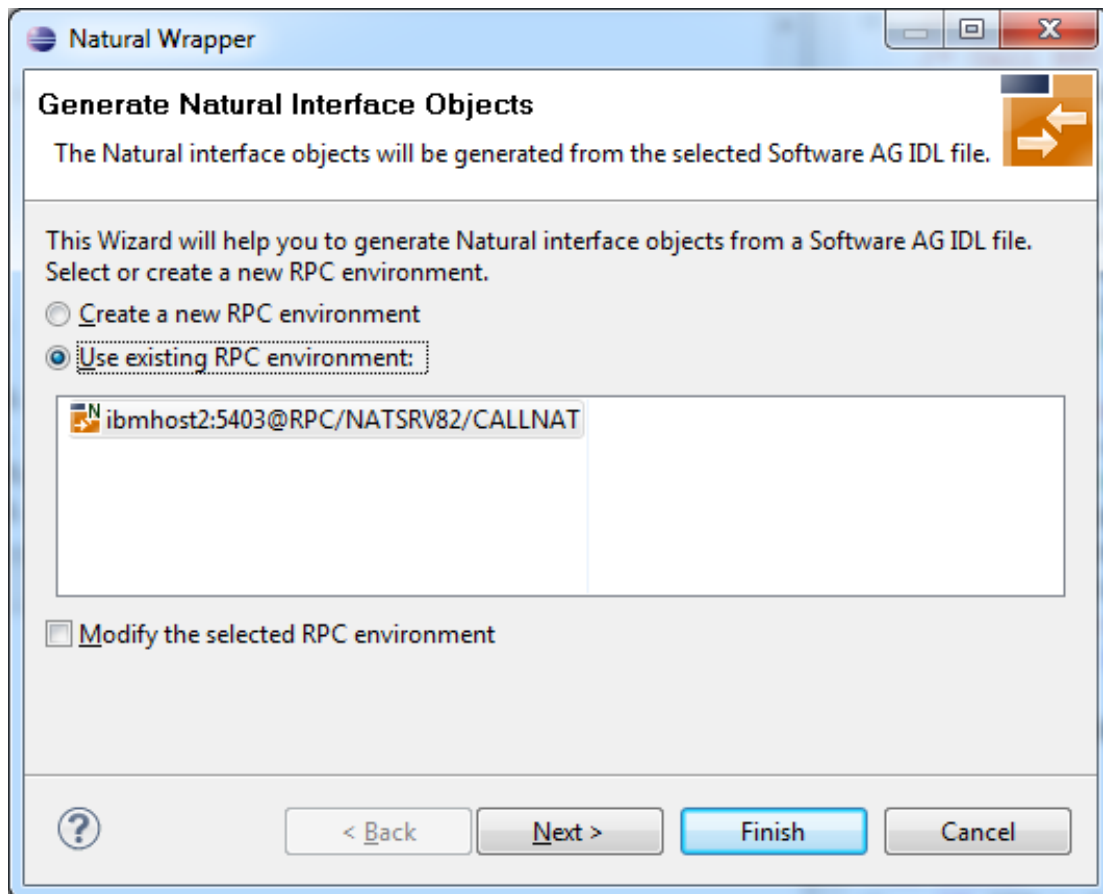 Natural Wrapper
Generate Natural Interface Objects
The Natural interface objects will be generated from the selected Software AG IDL file.
This Wizard will help you to generate Natural interface objects from a Software AG IDL file.
Select or create a new RPC environment.
Create a new RPC environment
Use existing RPC environment:
N
ibmhost2:5403@RPC/NATSRV82/CALLNAT
Modify the selected RPC environment
? < Back Next > Finish Cancel